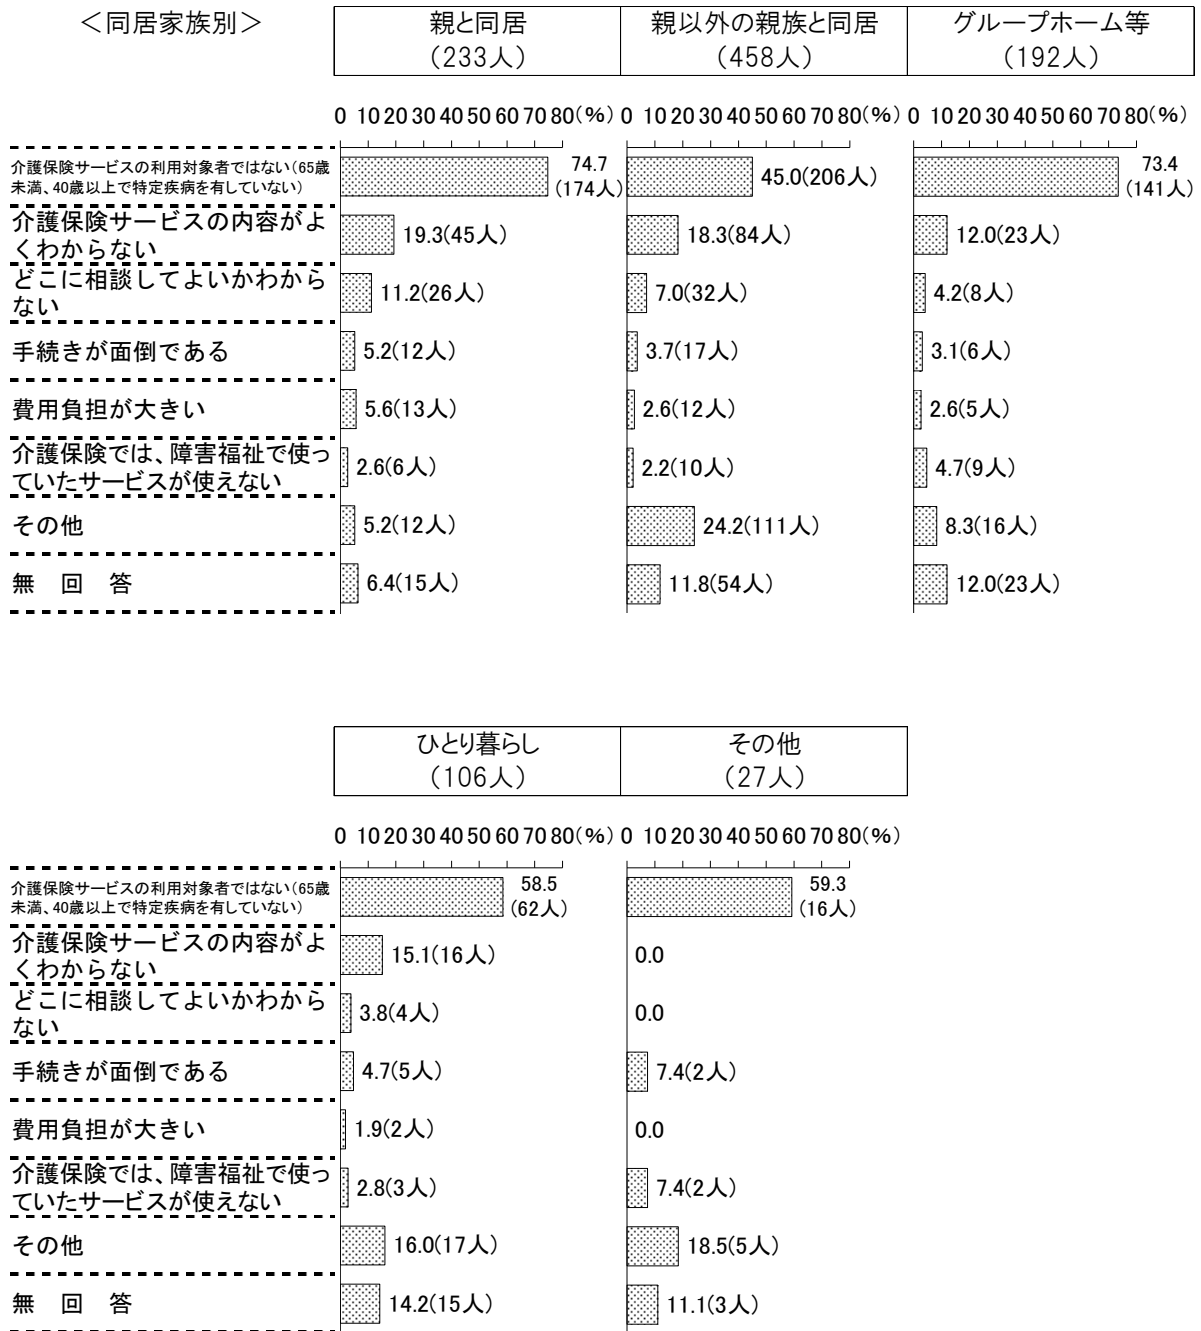 ＜同居家族別＞
親と同居
（233人）
親以外の親族と同居
（458人）
グループホーム等
（192人）
0 10 20 30 40 50 60 70 80(%)
0 10 20 30 40 50 60 70 80(%)
0 10 20 30 40 50 60 70 80(%)
介護保険サービスの利用対象者ではない（65歳
未満、40歳以上で特定疾病を有していない）
74.7
(174人)
45.0(206人)
73.4
(141人)
介護保険サービスの内容がよ
くわからない
19.3(45人)
18.3(84人)
12.0(23人)
どこに相談してよいかわから
ない
11.2(26人)
7.0(32人)
4.2(8人)
手続きが面倒である
5.2(12人)
3.7(17人)
3.1(6人)
費用負担が大きい
5.6(13人)
2.6(12人)
2.6(5人)
介護保険では、障害福祉で使っ
ていたサービスが使えない
2.6(6人)
2.2(10人)
4.7(9人)
その他
5.2(12人)
24.2(111人)
8.3(16人)
無　回　答
6.4(15人)
11.8(54人)
12.0(23人)
ひとり暮らし
（106人）
その他
（27人）
0 10 20 30 40 50 60 70 80(%)
0 10 20 30 40 50 60 70 80(%)
介護保険サービスの利用対象者ではない（65歳
未満、40歳以上で特定疾病を有していない）
58.5
(62人)
59.3
(16人)
介護保険サービスの内容がよ
くわからない
15.1(16人)
0.0
どこに相談してよいかわから
ない
3.8(4人)
0.0
手続きが面倒である
4.7(5人)
7.4(2人)
費用負担が大きい
1.9(2人)
0.0
介護保険では、障害福祉で使っ
ていたサービスが使えない
2.8(3人)
7.4(2人)
その他
16.0(17人)
18.5(5人)
無　回　答
14.2(15人)
11.1(3人)